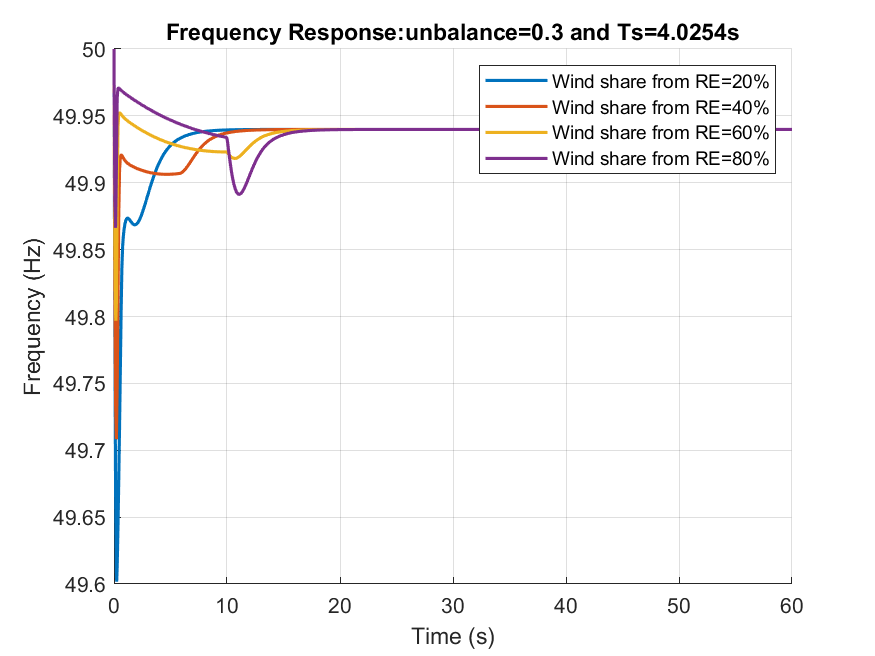 Frequency Response:unbalance=0.3 and Ts=4.0254s
50
49.95
49.9
49.85
49.8
49.75
49.7
49.65
49.6
Frequency (Hz)
Wind share from RE=20%
Wind share from RE=40%
Wind share from RE=60%
Wind share from RE=80%
0 10 20 30 40 50 60
Time (s)